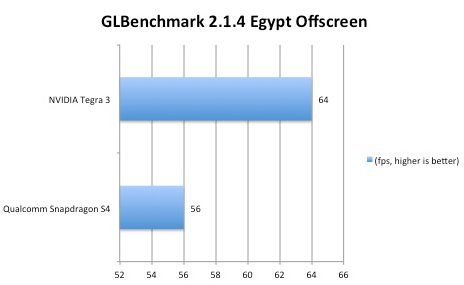 GLBenchmark 2.1.4 Egypt Offscreen
NVIDIA Tegra 3
64
(fps, higher is better)
Qualcomm Snapdragon S4
56
52 54 56 58 60 62 64 66